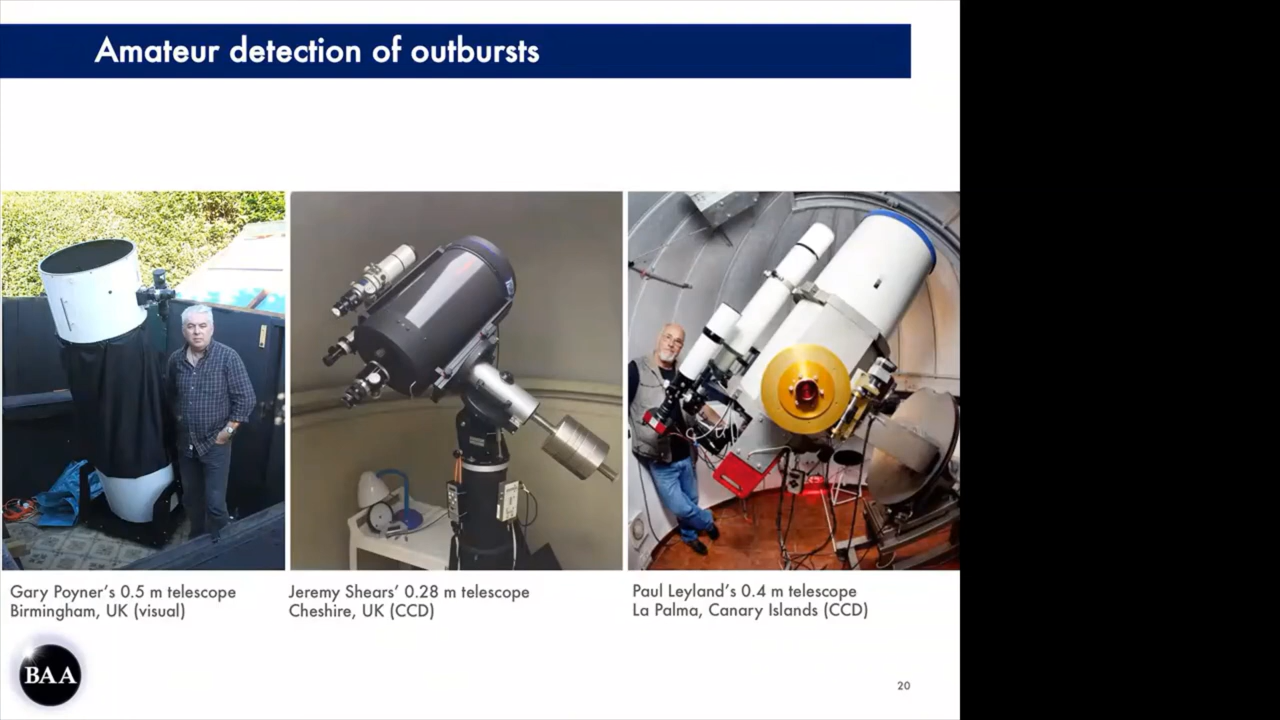 Amateur detection of outbursts
Gary Poyner's 0.5 m telescope
Birmingham, UK (visual)
Jeremy Shears' 0.28 m telescope
Cheshire, UK (CCD)
Paul Leyland's 0.4 m telescope
La Palma, Canary Islands (CCD)
BAA
20